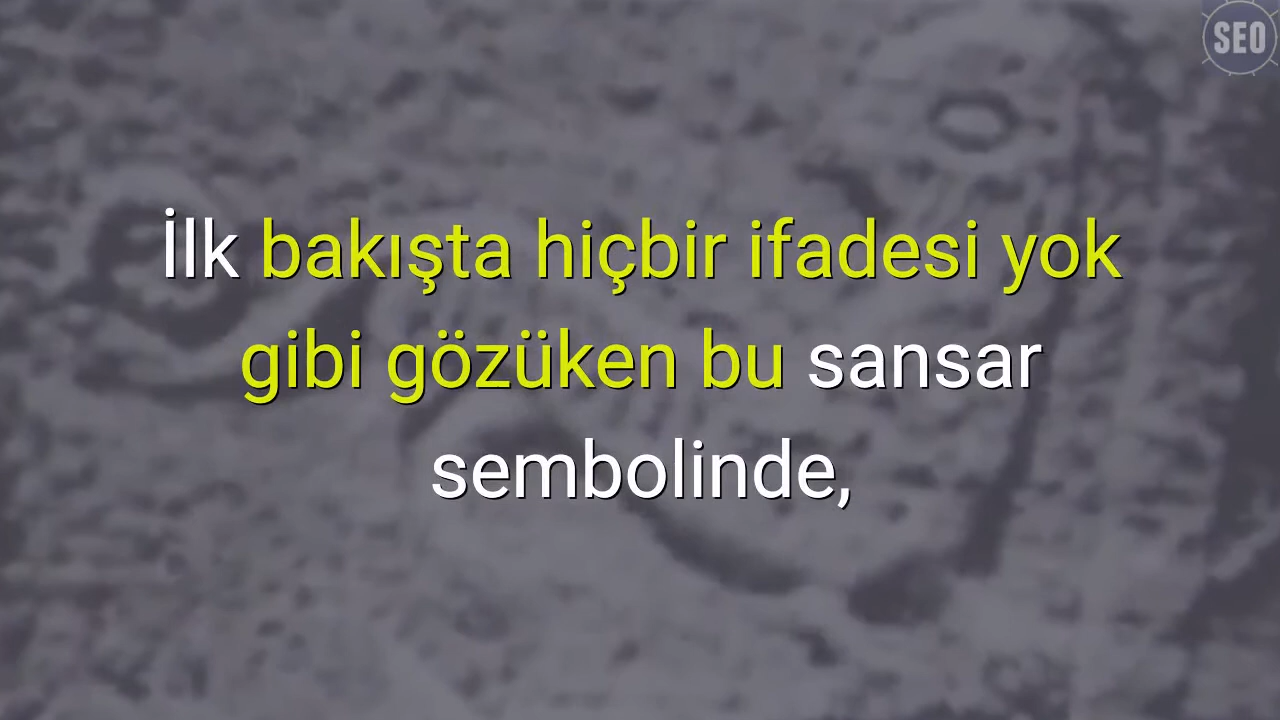 SEO
İlk bakışta hiçbir ifadesi yok
gibi gözüken bu sansar
sembolinde,